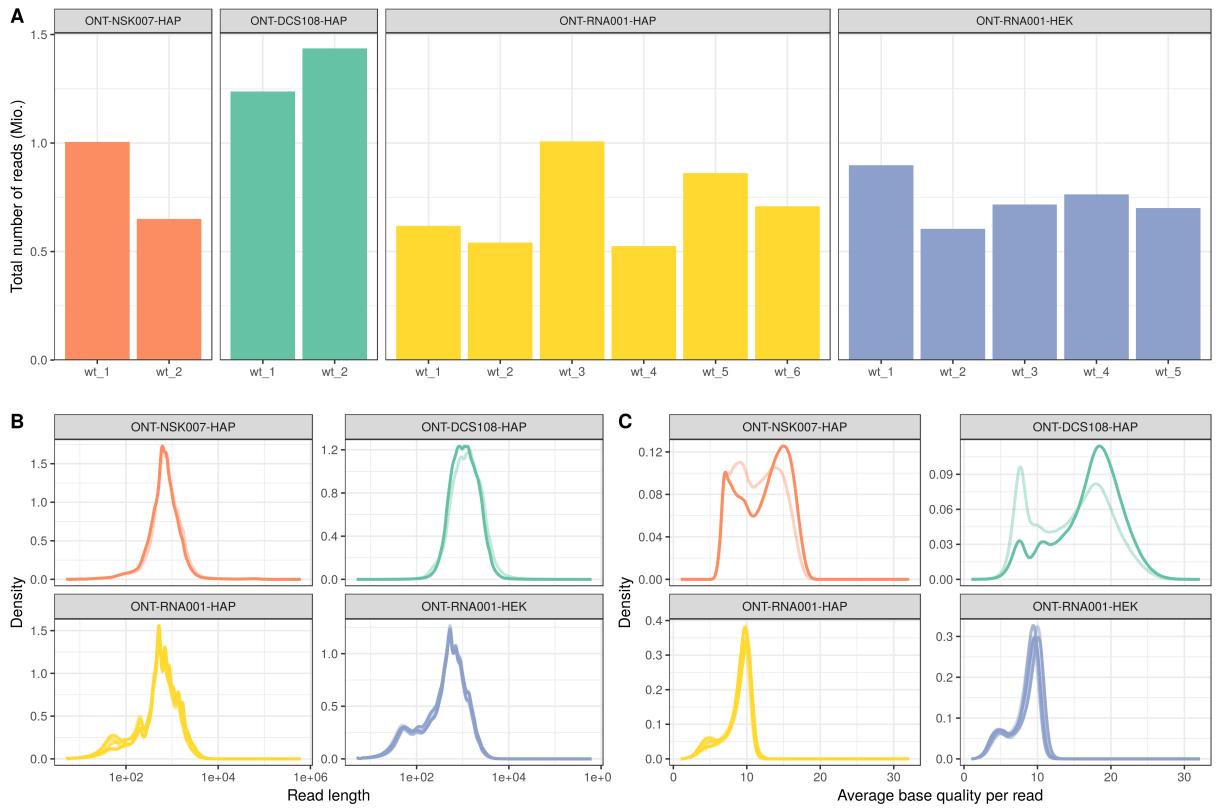 A
ONT-NSK007-HAP ONT-DCS108-HAP ONT-RNA001-HAP ONT-RNA001-HEK
Total number of reads (Mio.)
1.5
1.0
0.5
0.0
wt_1 wt_2 wt_1 wt_2 wt_1 wt_2 wt_3 wt_4 wt_5 wt_6 wt_1 wt_2 wt_3 wt_4 wt_5
B
ONT-NSK007-HAP ONT-DCS108-HAP
Density
1.5
1.0
0.5
0.0
1.2
0.8
0.4
0.0
ONT-RNA001-HAP ONT-RNA001-HEK
1.5
1.0
0.5
0.0
1.0
0.5
0.0
1e+02 1e+04 1e+06 1e+02 1e+04 1e+0
Read length
C
ONT-NSK007-HAP ONT-DCS108-HAP
Density
0.12
0.08
0.04
0.00
0.09
0.06
0.03
0.00
ONT-RNA001-HAP ONT-RNA001-HEK
0.4
0.3
0.2
0.1
0.0
0.3
0.2
0.1
0.0
0 10 20 30 0 10 20 30
Average base quality per read